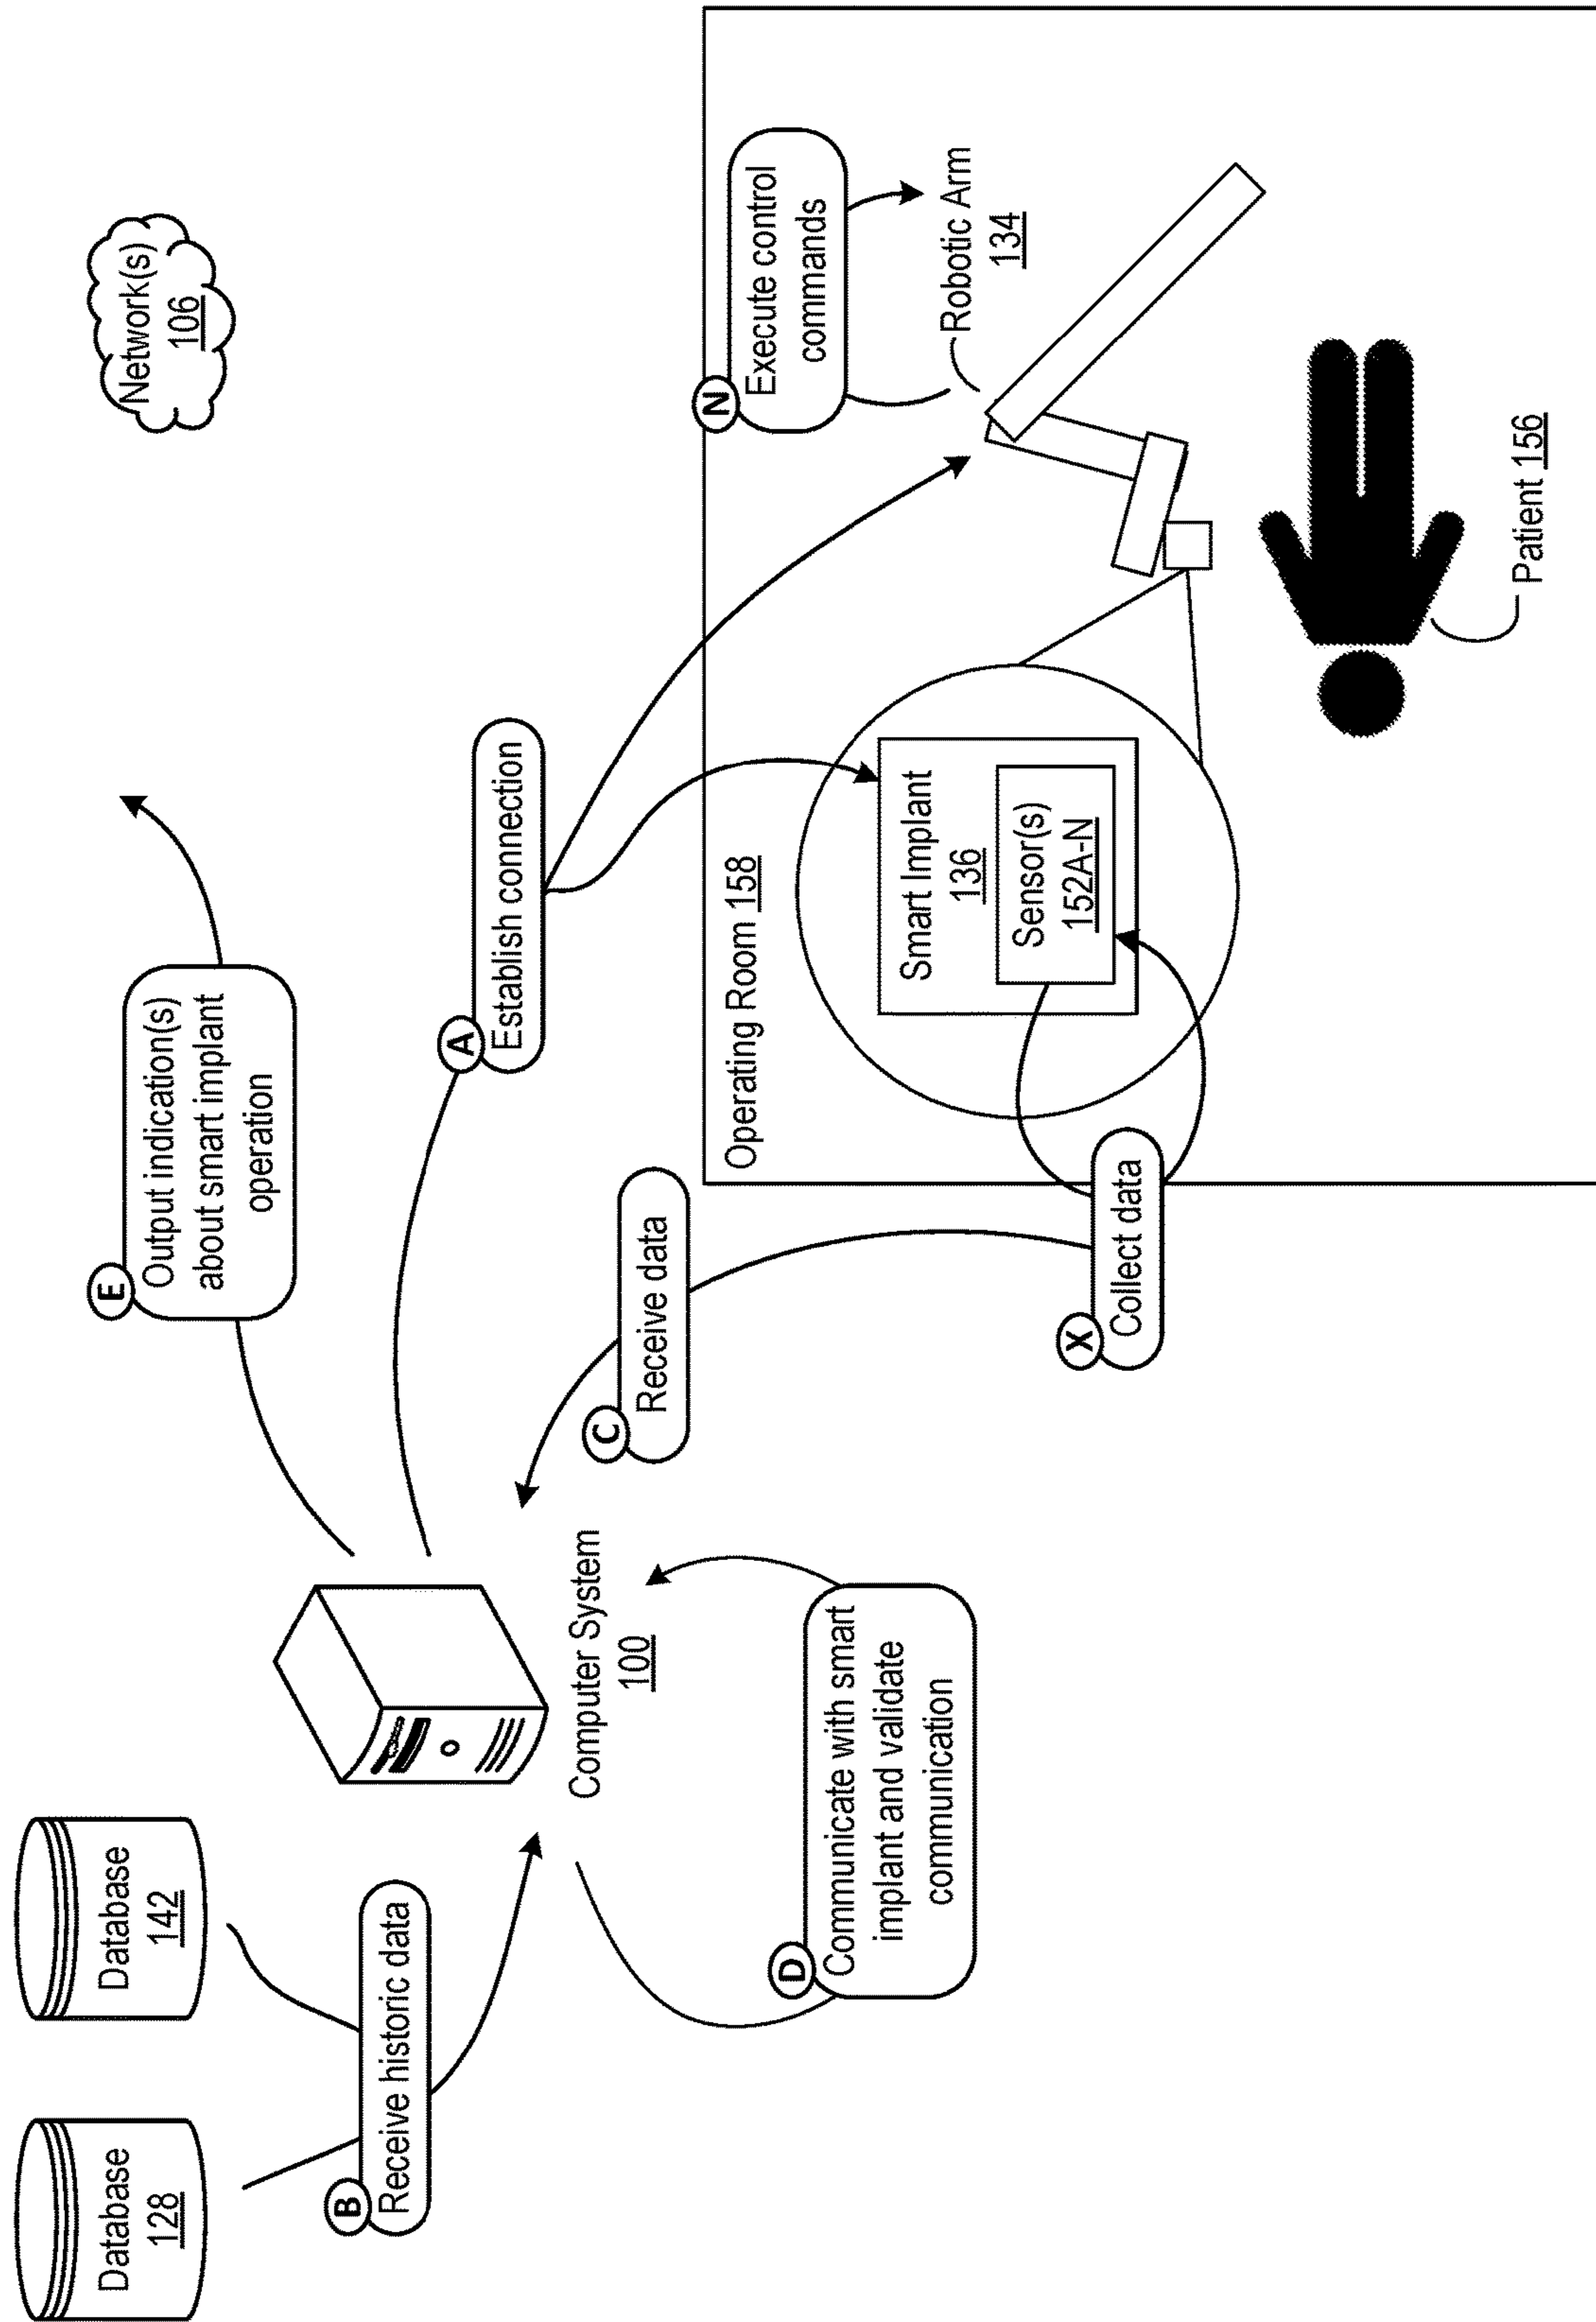 Database
128
Database
142
B
Receive historic data
Computer System
100
D
Communicate with smart
implant and validate
communication
E
Output indication(s)
about smart implant
operation
A
Establish connection
C
Receive data
X
Collect data
Network(s)
106
Operating Room 158
Smart Implant
136
Sensor(s)
152A-N
N
Execute control
commands
Robotic Arm
134
Patient 156